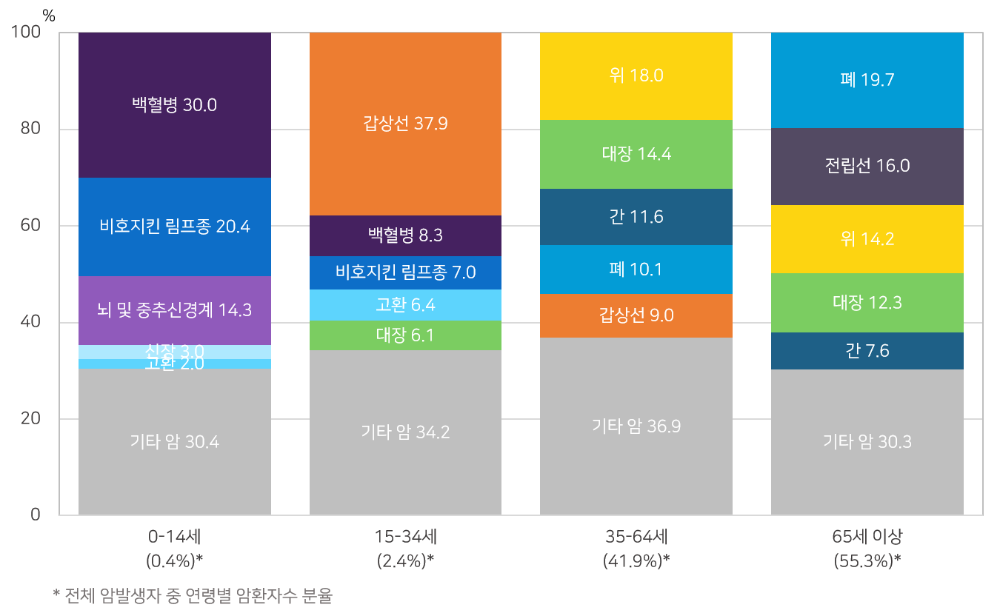 %
100
80
60
40
20
0
백혈병 30.0
비호지킨 림프종 20.4
뇌 및 중추신경계 14.3
신장 3.0
고환 2.0
기타 암 30.4
갑상선 37.9
백혈병 8.3
비호지킨 림프종 7.0
고환 6.4
대장 6.1
기타 암 34.2
위 18.0
대장 14.4
간 11.6
폐 10.1
갑상선 9.0
기타 암 36.9
폐 19.7
전립선 16.0
위 14.2
대장 12.3
간 7.6
기타 암 30.3
0-14세
(0.4%)*
15-34세
(2.4%)*
35-64세
(41.9%)*
65세 이상
(55.3%)*
* 전체 암발생자 중 연령별 암환자수 분율